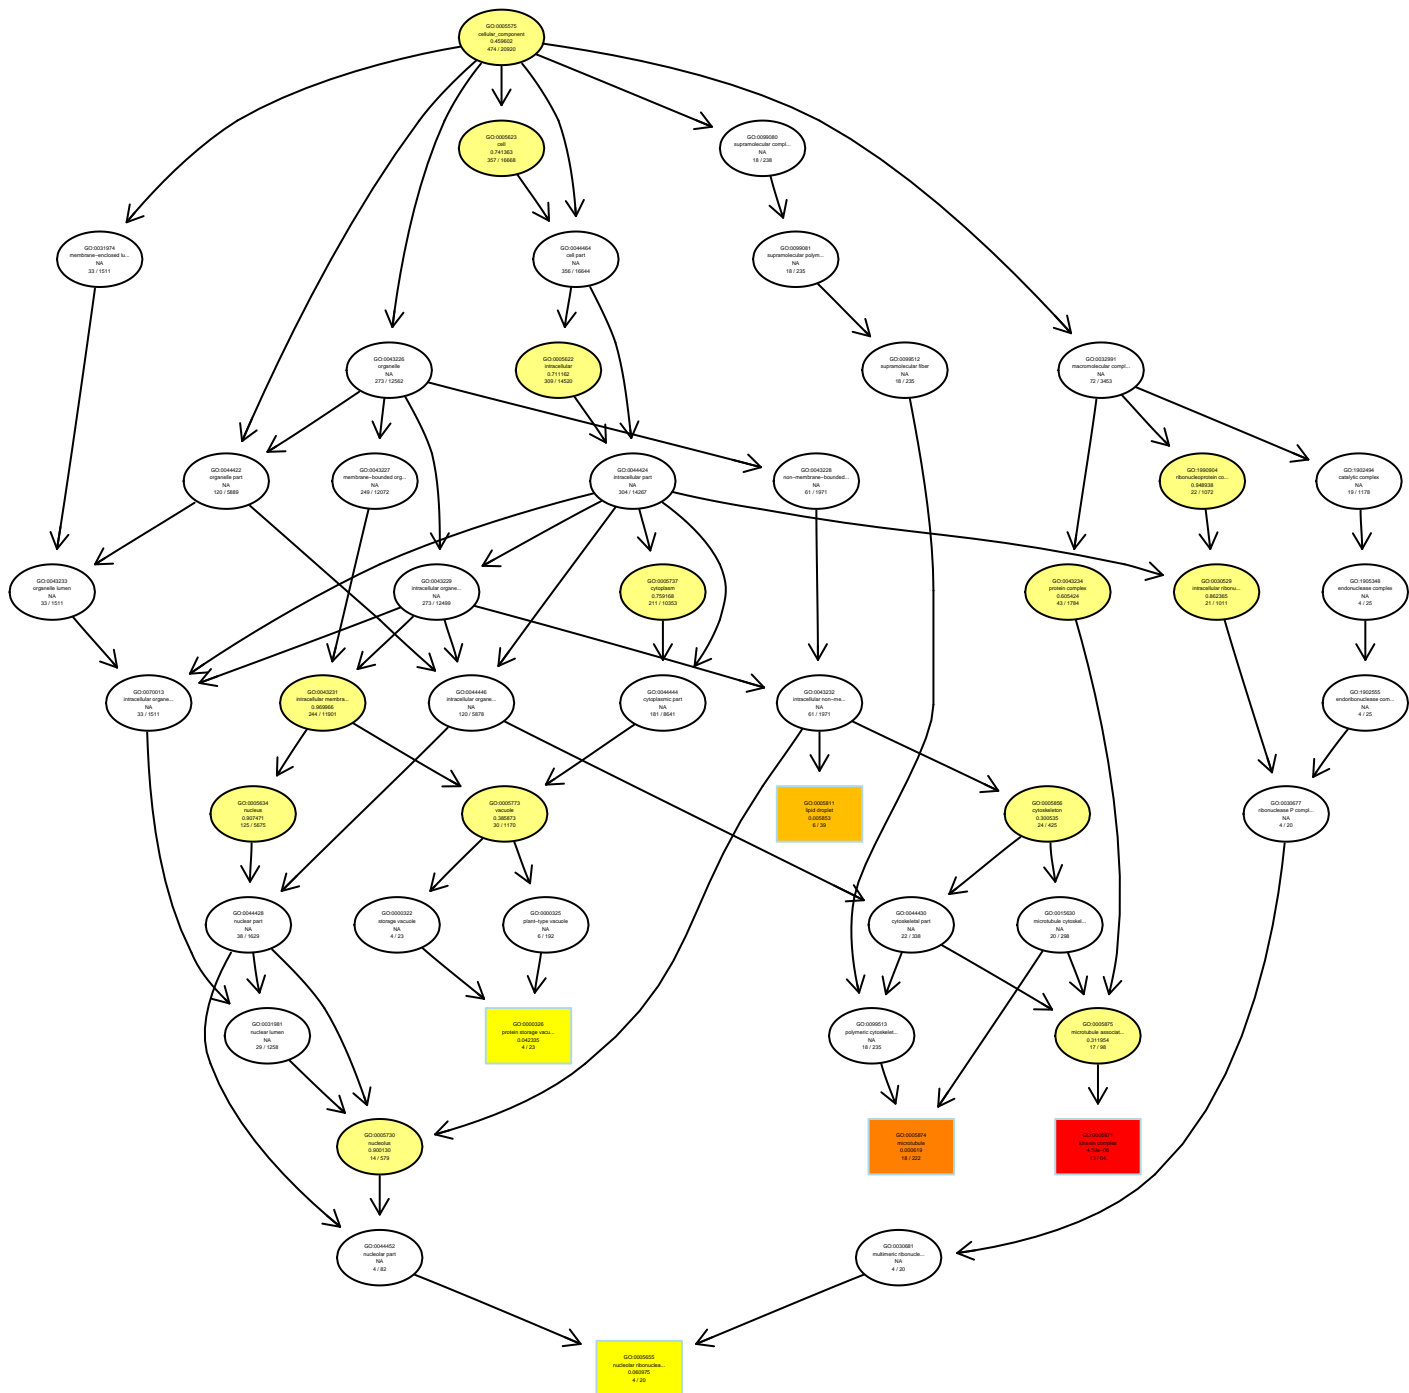 GO:0005575
cellular_component
0.459602
474 / 20920
GO:0005623
cell
0.741363
357 / 16668
GO:0099080
supramolecular compl...
NA
18 / 238
GO:0031974
membrane−enclosed lu...
NA
33 / 1511
GO:0044464
cell part
NA
356 / 16644
GO:0099081
supramolecular polym...
NA
18 / 235
GO:0043226
organelle
NA
273 / 12562
GO:0005622
intracellular
0.711162
309 / 14520
GO:0099512
supramolecular fiber
NA
18 / 235
GO:0032991
macromolecular compl...
NA
72 / 3453
GO:0044422
organelle part
NA
120 / 5889
GO:0043227
membrane−bounded org...
NA
249 / 12072
GO:0044424
intracellular part
NA
304 / 14267
GO:0043228
non−membrane−bounded...
NA
61 / 1971
GO:1990904
ribonucleoprotein co...
0.948938
22 / 1072
GO:1902494
catalytic complex
NA
19 / 1178
GO:0043233
organelle lumen
NA
33 / 1511
GO:0043229
intracellular organe...
NA
273 / 12499
GO:0005737
cytoplasm
0.759168
211 / 10353
GO:0043234
protein complex
0.605424
43 / 1784
GO:0030529
intracellular ribonu...
0.862365
21 / 1011
GO:1905348
endonuclease complex
NA
4 / 25
GO:0070013
intracellular organe...
NA
33 / 1511
GO:0043231
intracellular membra...
0.969866
244 / 11901
GO:0044446
intracellular organe...
NA
120 / 5878
GO:0044444
cytoplasmic part
NA
181 / 8641
GO:0043232
intracellular non−me...
NA
61 / 1971
GO:1902555
endoribonuclease com...
NA
4 / 25
GO:0005634
nucleus
0.907471
125 / 5675
GO:0005773
vacuole
0.385873
30 / 1170
GO:0005811
lipid droplet
0.005853
6 / 39
GO:0005856
cytoskeleton
0.300535
24 / 425
GO:0030677
ribonuclease P compl...
NA
4 / 20
GO:0044428
nuclear part
NA
38 / 1629
GO:0000322
storage vacuole
NA
4 / 23
GO:0000325
plant−type vacuole
NA
6 / 192
GO:0044430
cytoskeletal part
NA
22 / 338
GO:0015630
microtubule cytoskel...
NA
20 / 298
GO:0031981
nuclear lumen
NA
29 / 1258
GO:0000326
protein storage vacu...
0.042335
4 / 23
GO:0099513
polymeric cytoskelet...
NA
18 / 235
GO:0005875
microtubule associat...
0.311954
17 / 98
GO:0005730
nucleolus
0.900130
14 / 579
GO:0005874
microtubule
0.000619
18 / 222
GO:0005871
kinesin complex
GO:0044452
nucleolar part
NA
4 / 82
GO:0030681
multimeric ribonucle...
NA
4 / 20
GO:0005655
nucleolar ribonuclea...
0.060975
4 / 20